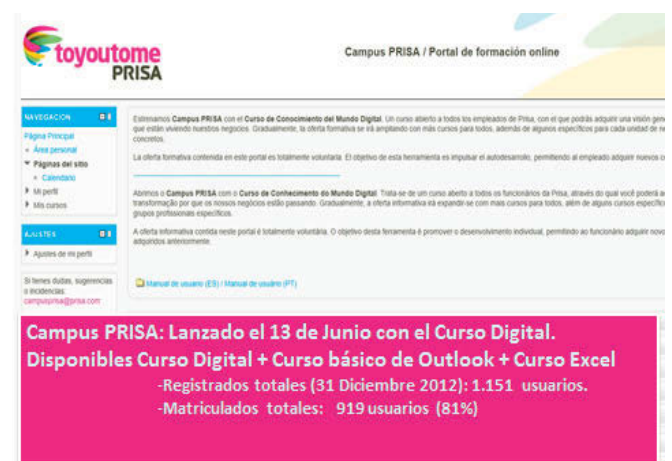 toyoutome
PRISA
Campus PRISA / Portal de formación online
NAVEGACIÓN
Página Principal
Área personal
Páginas del sitio
Calendario
Mi perfil
Mis cursos
AJUSTES
Ajustes de mi perfil
Si tienes dudas, sugerencias
o incidencias:
campusprisa@prisa.com
Estrenamos Campus PRISA con el Curso de Conocimiento del Mundo Digital. Un curso abierto a todos los empleados de Prisa, con el que podrás adquirir una visión gen
que están viviendo nuestros negocios. Gradualmente, la oferta formativa se irá ampliando con más cursos para todos, además de algunos específicos para cada unidad de n
concretos.
La oferta formativa contenida en este portal es totalmente voluntaria. El objetivo de esta herramienta es impulsar el autodesarrollo, permitiendo al empleado adquirir nuevos
Abrimos o Campus PRISA com o Curso de Conhecimento do Mundo Digital. Trata-se de um curso aberto a todos os funcionários da Prisa, através do qual você poderá a
transformação por que os nossos negócios estão passando. Gradualmente, a oferta informativa irá expandir-se com mais cursos para todos, além de alguns cursos específic
grupos profissionais específicos.
A oferta informativa contida neste portal é totalmente voluntária. O objetivo desta ferramenta é promover o desenvolvimento individual, permitindo ao funcionário adquirir novo
adquiridos anteriormente.
Manual de usuario (ES) / Manual de usuário (PT)
Campus PRISA: Lanzado el 13 de Junio con el Curso Digital.
Disponibles Curso Digital + Curso básico de Outlook + Curso Excel
-Registrados totales (31 Diciembre 2012): 1.151 usuarios.
-Matriculados totales: 919 usuarios (81%)